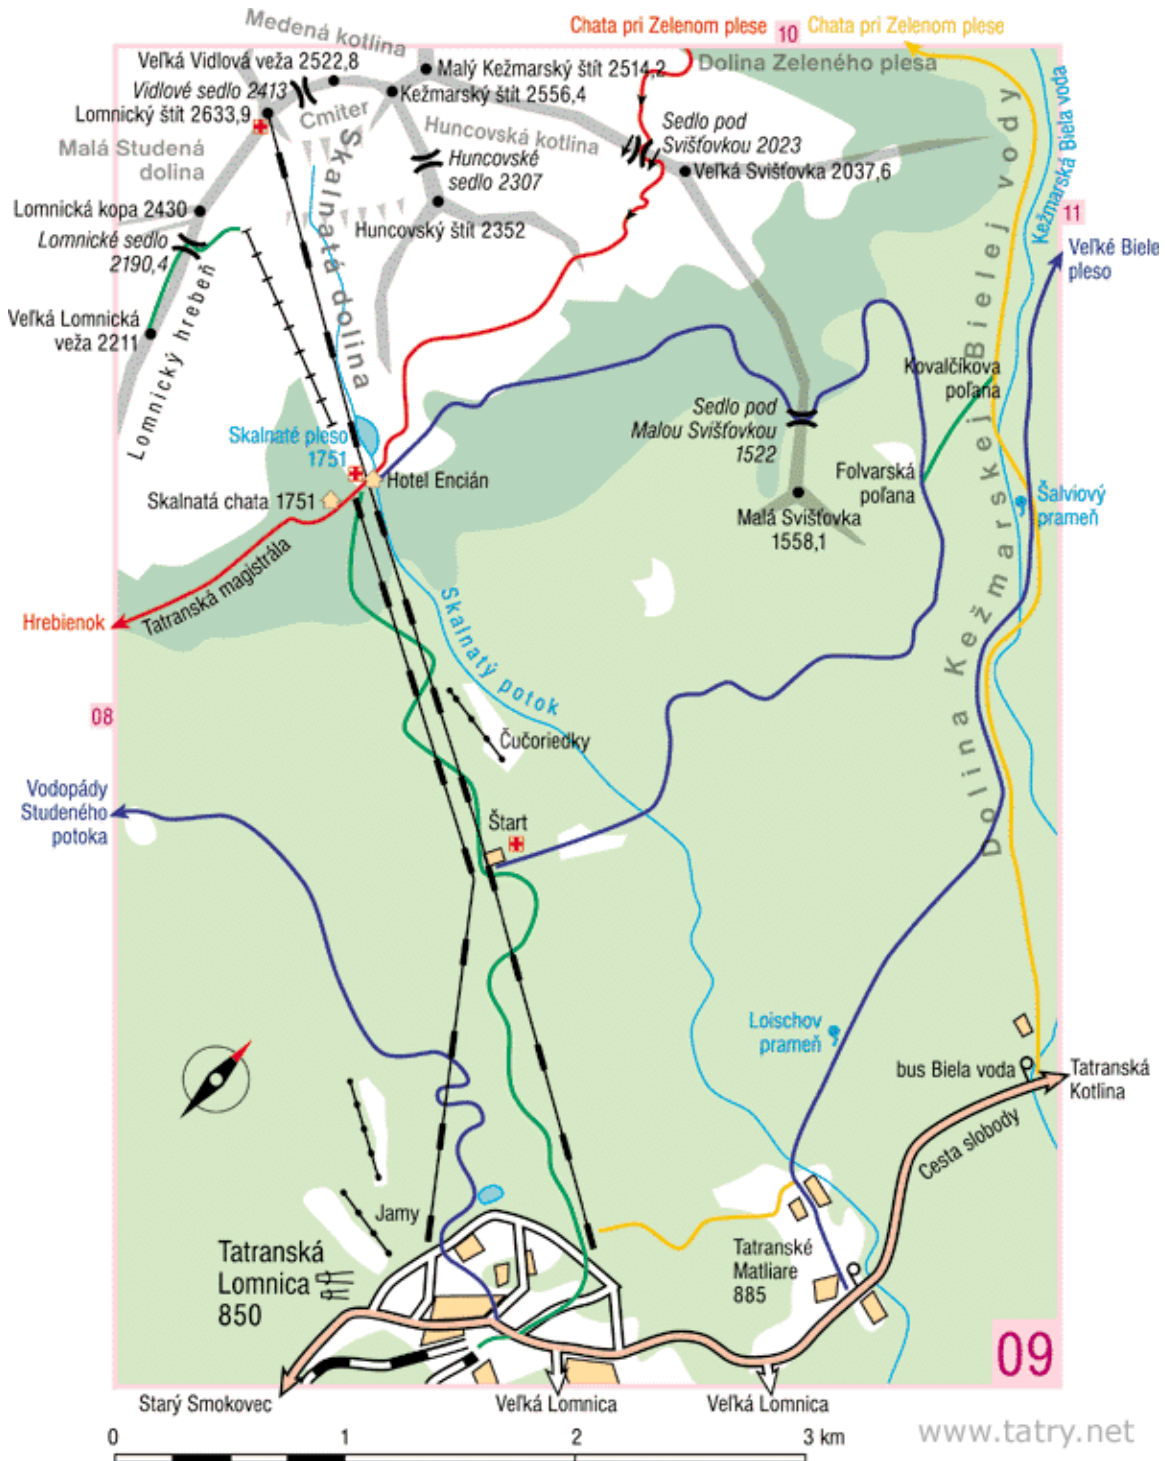 Chata pri Zelenom plese
10
Chata pri Zelenom plese
Medená kotlina
Veľká Vidlová veža 2522,8
Malý Kežmarský štít 2514,2
Dolina Zeleného plesa
Vidlové sedlo 2413
Kežmarský štít 2556,4
Lomnický štít 2633,9
Cmiter
Huncovská kotlina
Sedlo pod
Svišťovkou 2023
Malá Studená
dolina
Huncovské
sedlo 2307
Veľká Svišťovka 2037,6
Kežmarská Biela voda
Lomnická kopa 2430
Skalnatá dolina
Huncovský štít 2352
11
Lomnické sedlo
2190,4
Veľké Biele
pleso
Veľká Lomnická
veža 2211
Lomnický hrebeň
Kovalčíkova
poľana
Sedlo pod
Malou Svišťovkou
1522
Skalnaté pleso
1751
Hotel Encián
Folvarská
poľana
Skalnatá chata 1751
Malá Svišťovka
1558,1
Šalviový
prameň
Dolina Kežmarskej Bielej vody
Tatranská magistrála
Hrebienok
Skalnatý potok
08
Čučoriedky
Vodopády
Studeného
potoka
Štart
Loischov
prameň
bus Biela voda
Tatranská
Kotlina
Cesta slobody
Jamy
Tatranská
Lomnica
850
Tatranské
Matliare
885
09
Starý Smokovec
Veľká Lomnica
Veľká Lomnica
www.tatry.net
0
1
2
3 km